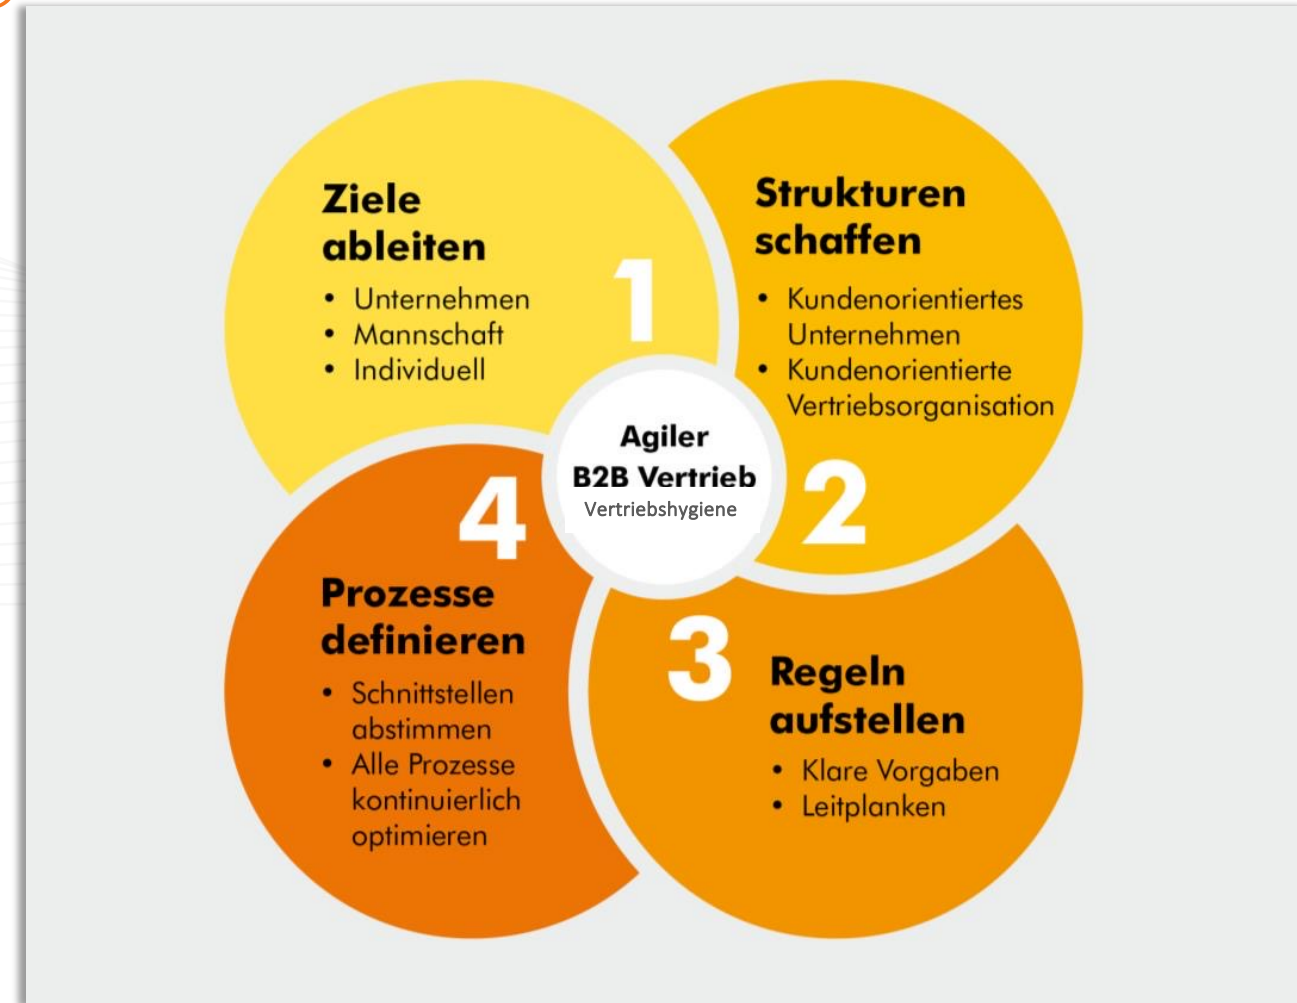 Ziele
ableiten
• Unternehmen
• Mannschaft
• Individuell
1
Strukturen
schaffen
• Kundenorientiertes
Unternehmen
• Kundenorientierte
Vertriebsorganisation
2
Agiler
B2B Vertrieb
Vertriebshygiene
3
Regeln
aufstellen
• Klare Vorgaben
• Leitplanken
4
Prozesse
definieren
• Schnittstellen
abstimmen
• Alle Prozesse
kontinuierlich
optimieren